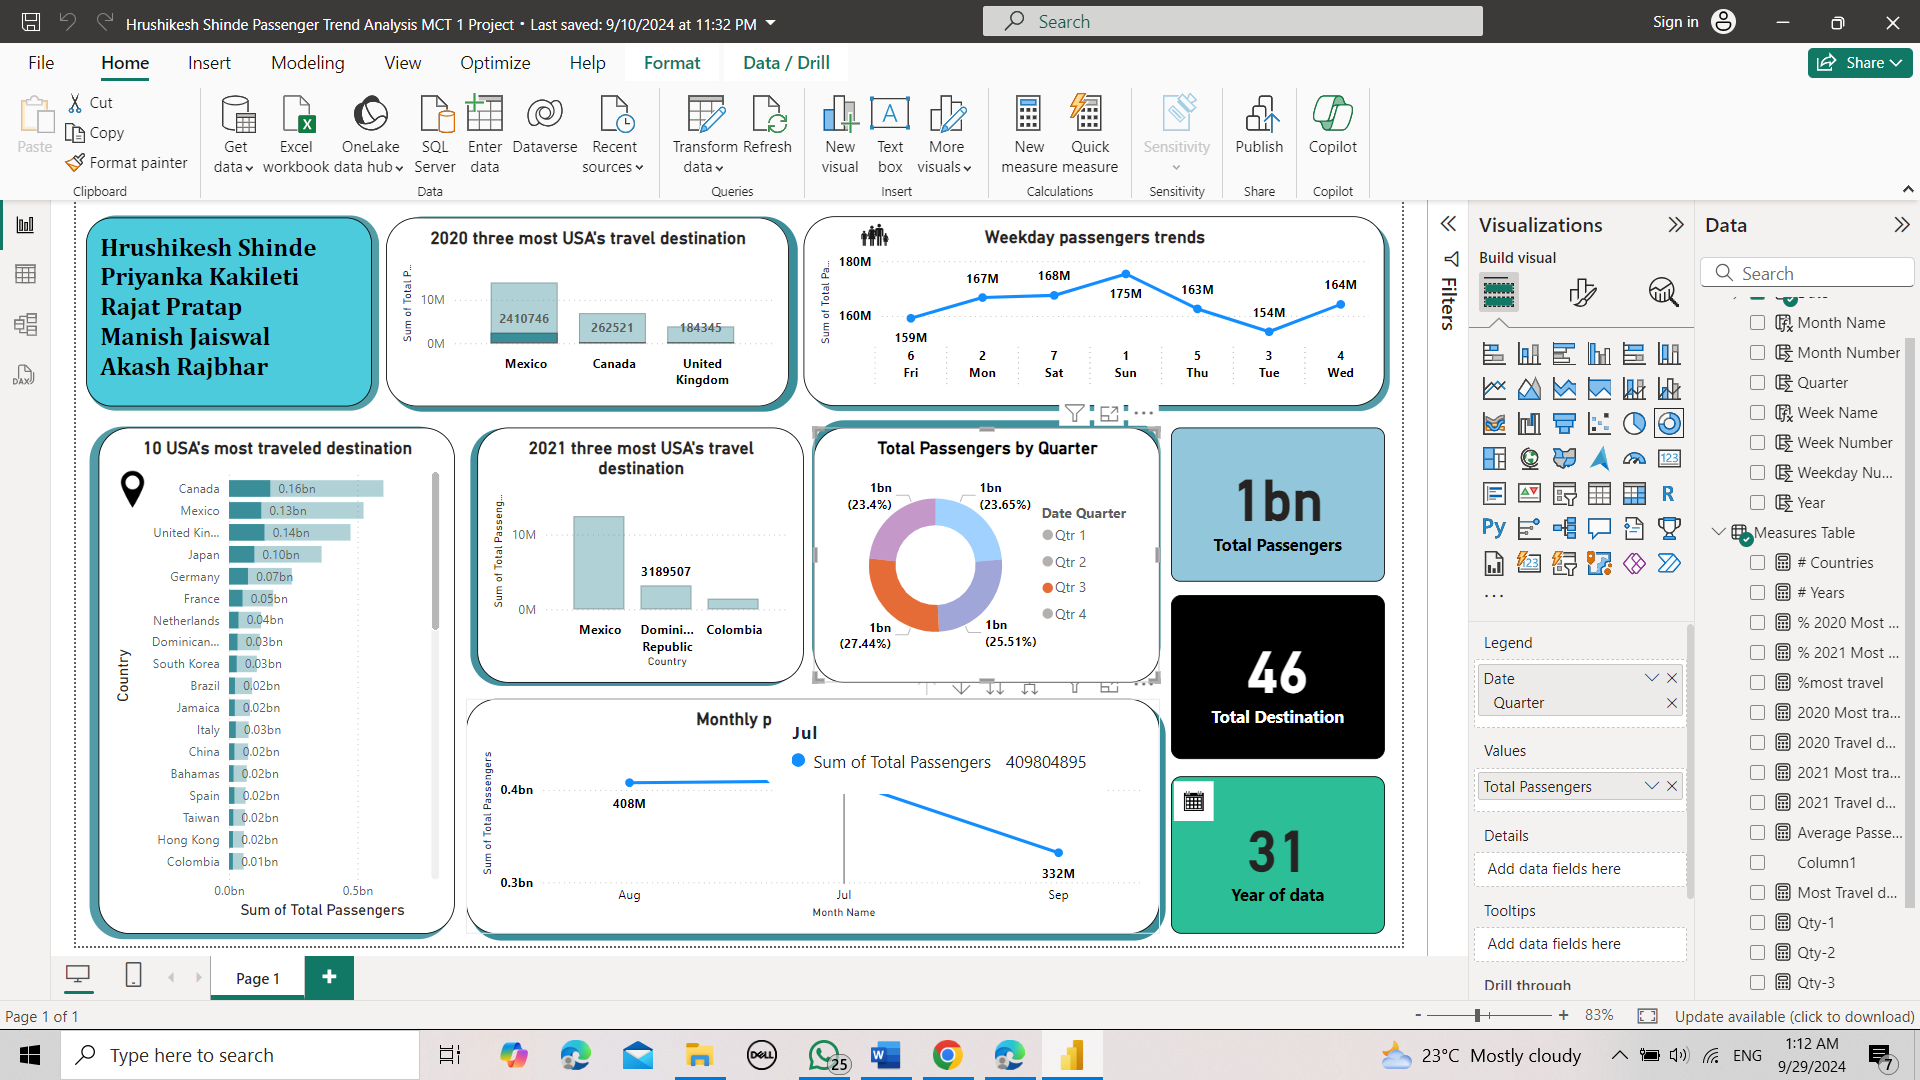 Hrushikesh Shinde Passenger Trend Analysis MCT 1 Project • Last saved: 9/10/2024 at 11:32 PM
Search
Sign in
File
Home
Insert
Modeling
View
Optimize
Help
Format
Data / Drill
Share
Paste
Cut
Copy
Format painter
Clipboard
Get data
Excel workbook
OneLake data hub
SQL Server
Enter data
Dataverse
Recent sources
Data
Transform data
Refresh
Queries
New visual
Text box
More visuals
Insert
New measure
Quick measure
Calculations
Sensitivity
Sensitivity
Publish
Share
Copilot
Copilot
Hrushikesh Shinde
Priyanka Kakileti
Rajat Pratap
Manish Jaiswal
Akash Rajbhar
2020 three most USA's travel destination
Sum of Total P...
10M
0M
2410746
262521
184345
Mexico
Canada
United
Kingdom
Weekday passengers trends
Sum of Total Pa...
180M
160M
159M
167M
168M
175M
163M
154M
164M
6 2 7 1 5 3 4
Fri Mon Sat Sun Thu Tue Wed
10 USA's most traveled destination
Country
Canada 0.16bn
Mexico 0.13bn
United Kin... 0.14bn
Japan 0.10bn
Germany 0.07bn
France 0.05bn
Netherlands 0.04bn
Dominican... 0.03bn
South Korea 0.03bn
Brazil 0.02bn
Jamaica 0.02bn
Italy 0.03bn
China 0.02bn
Bahamas 0.02bn
Spain 0.02bn
Taiwan 0.02bn
Hong Kong 0.02bn
Colombia 0.01bn
0.0bn 0.5bn
Sum of Total Passengers
2021 three most USA's travel
destination
Sum of Total Passeng...
10M
0M
3189507
Mexico
Domini...
Republic
Colombia
Country
Total Passengers by Quarter
1bn
(23.4%)
1bn
(23.65%)
1bn
(27.44%)
1bn
(25.51%)
Date Quarter
Qtr 1
Qtr 2
Qtr 3
Qtr 4
1bn
Total Passengers
46
Total Destination
31
Year of data
Monthly p
Jul
Sum of Total Passengers 409804895
Sum of Total Passengers
0.4bn
0.3bn
408M
332M
Aug Jul Sep
Month Name
Filters
Visualizations
Build visual
123
R
Py
123
...
Legend
Date
Quarter
Values
Total Passengers
Details
Add data fields here
Tooltips
Add data fields here
Drill through
Data
Search
Month Name
Month Number
Quarter
Week Name
Week Number
Weekday Nu...
Year
Measures Table
# Countries
# Years
% 2020 Most ...
% 2021 Most ...
%most travel
2020 Most tra...
2020 Travel d...
2021 Most tra...
2021 Travel d...
Average Passe...
Column1
Most Travel d...
Qty-1
Qty-2
Qty-3
Page 1
Page 1 of 1
83%
Update available (click to download)
Type here to search
DELL
25
23°C Mostly cloudy
ENG
1:12 AM
9/29/2024
7